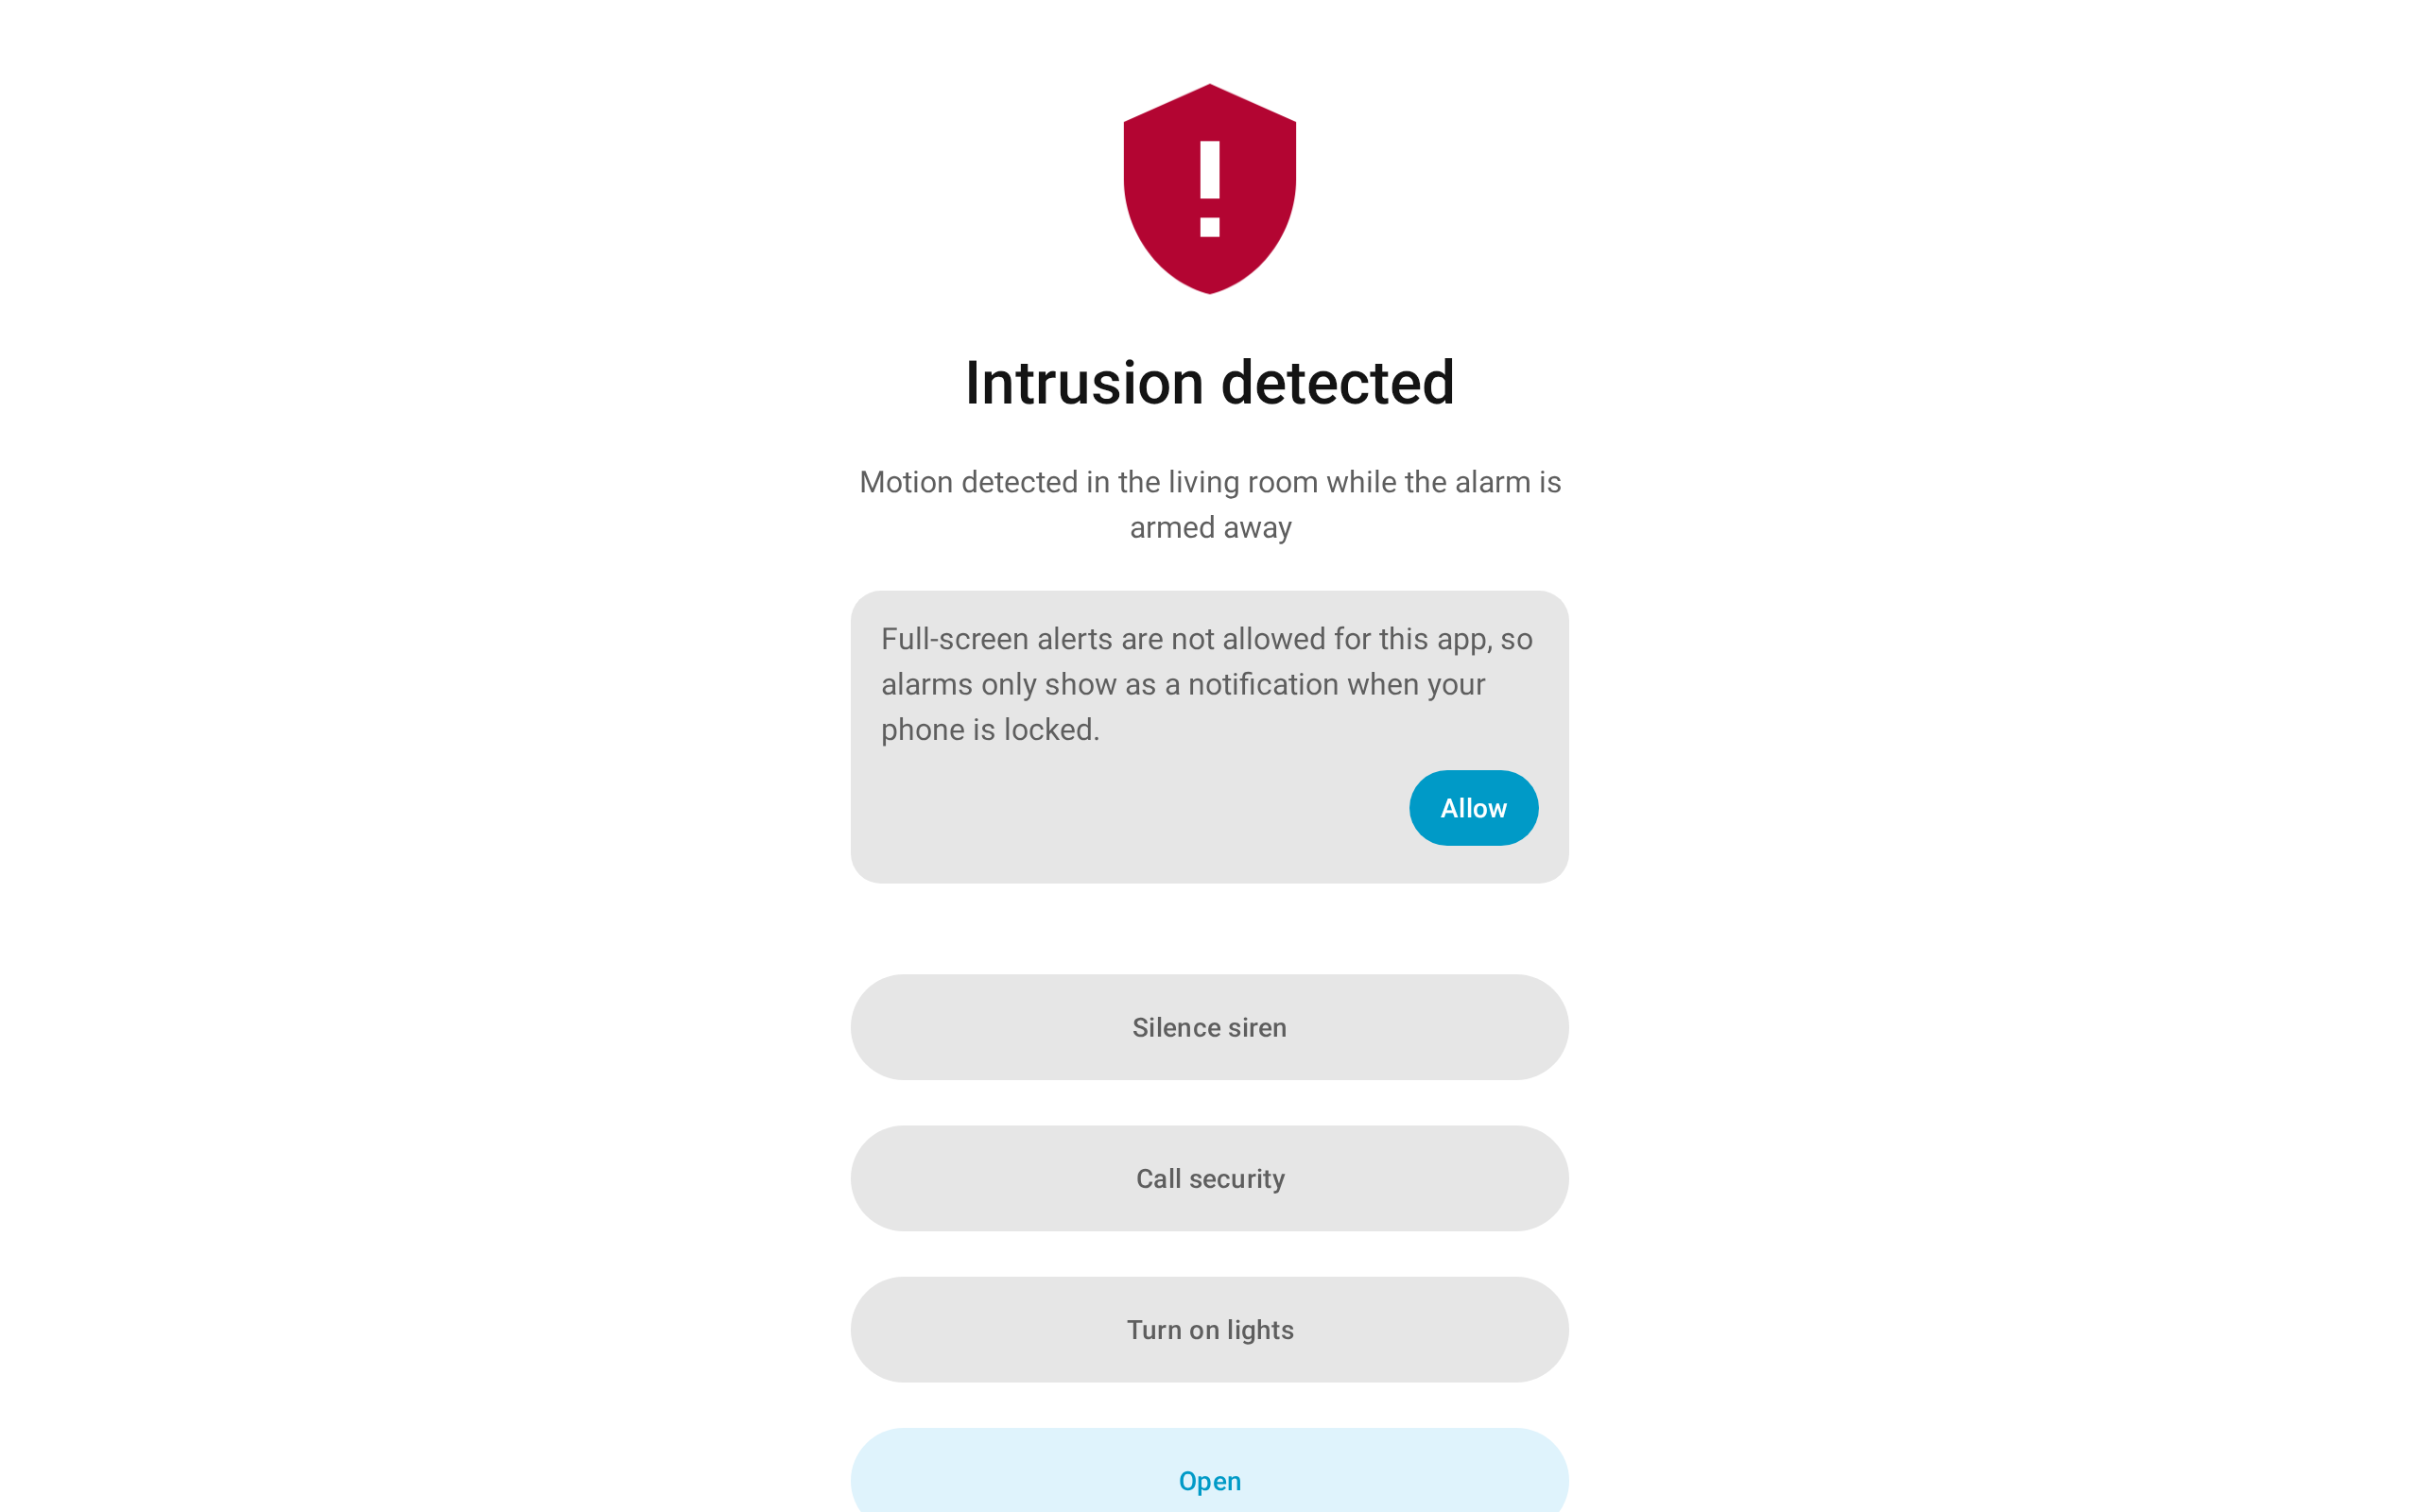 Intrusion detected
Motion detected in the living room while the alarm is
armed away
Full-screen alerts are not allowed for this app, so
alarms only show as a notification when your
phone is locked.
Allow
Silence siren
Call security
Turn on lights
Open